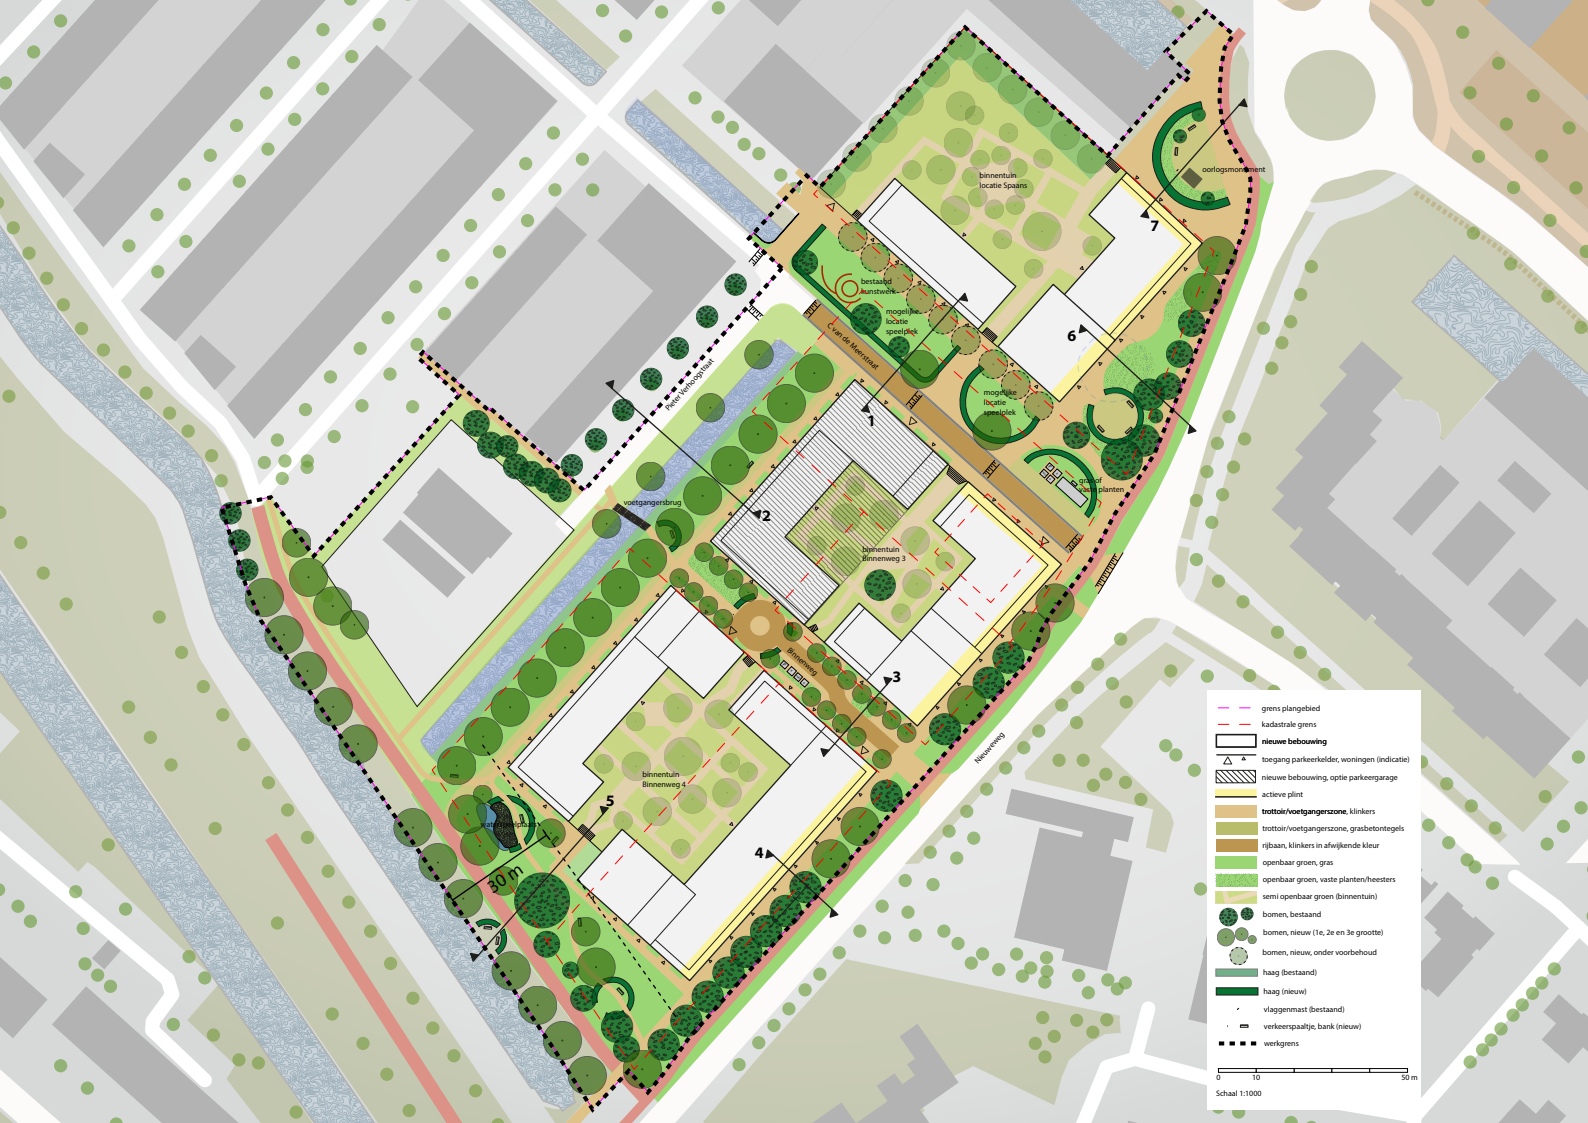 oorlogsmonument
binnentuin
locatie Spaans
7
bestaand
kunstwerk
mogelijke
locatie
speelplek
6
C van de Meerstraat
Pieter Verhoogstraat
mogelijke
locatie
speelplek
1
gras of
vaste planten
voetgangersbrug
2
binnentuin
Binnenweg 3
Binnenweg
3
Nieuweweg
binnentuin
Binnenweg 4
5
waterspeelplaats
4
30 m
grens plangebied
kadastrale grens
nieuwe bebouwing
toegang parkeerkelder, woningen (indicatie)
nieuwe bebouwing, optie parkeergarage
actieve plint
trottoir/voetgangerszone, klinkers
trottoir/voetgangerszone, grasbetontegels
rijbaan, klinkers in afwijkende kleur
openbaar groen, gras
openbaar groen, vaste planten/heesters
semi openbaar groen (binnentuin)
bomen, bestaand
bomen, nieuw (1e, 2e en 3e grootte)
bomen, nieuw, onder voorbehoud
haag (bestaand)
haag (nieuw)
vlaggenmast (bestaand)
verkeerspaaltje, bank (nieuw)
werkgrens
0 10 50 m
Schaal 1:1000